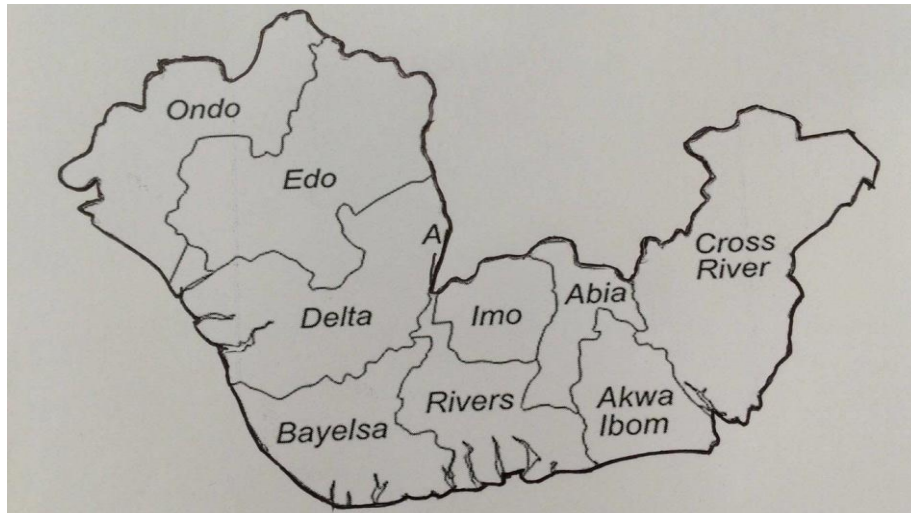 Ondo
Edo
A
Cross
River
Abia
Imo
Delta
Akwa
Ibom
Rivers
Bayelsa